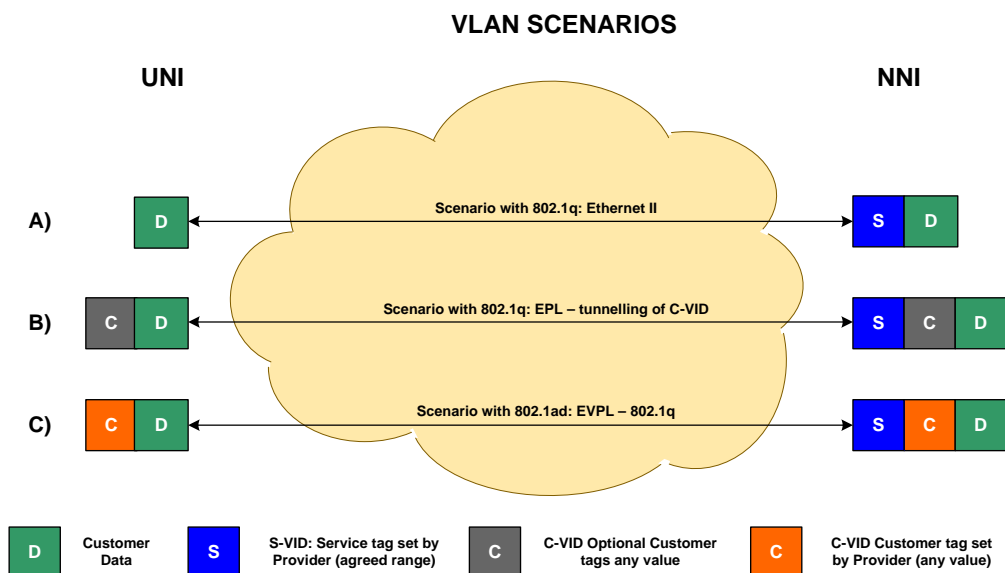 VLAN SCENARIOS
UNI
NNI
A)
D
Scenario with 802.1q: Ethernet II
S
D
B)
C
D
Scenario with 802.1q: EPL – tunnelling of C-VID
S
C
D
C)
C
D
Scenario with 802.1ad: EVPL – 802.1q
S
C
D
D
Customer
Data
S
S-VID: Service tag set by
Provider (agreed range)
C
C-VID Optional Customer
tags any value
C
C-VID Customer tag set
by Provider (any value)